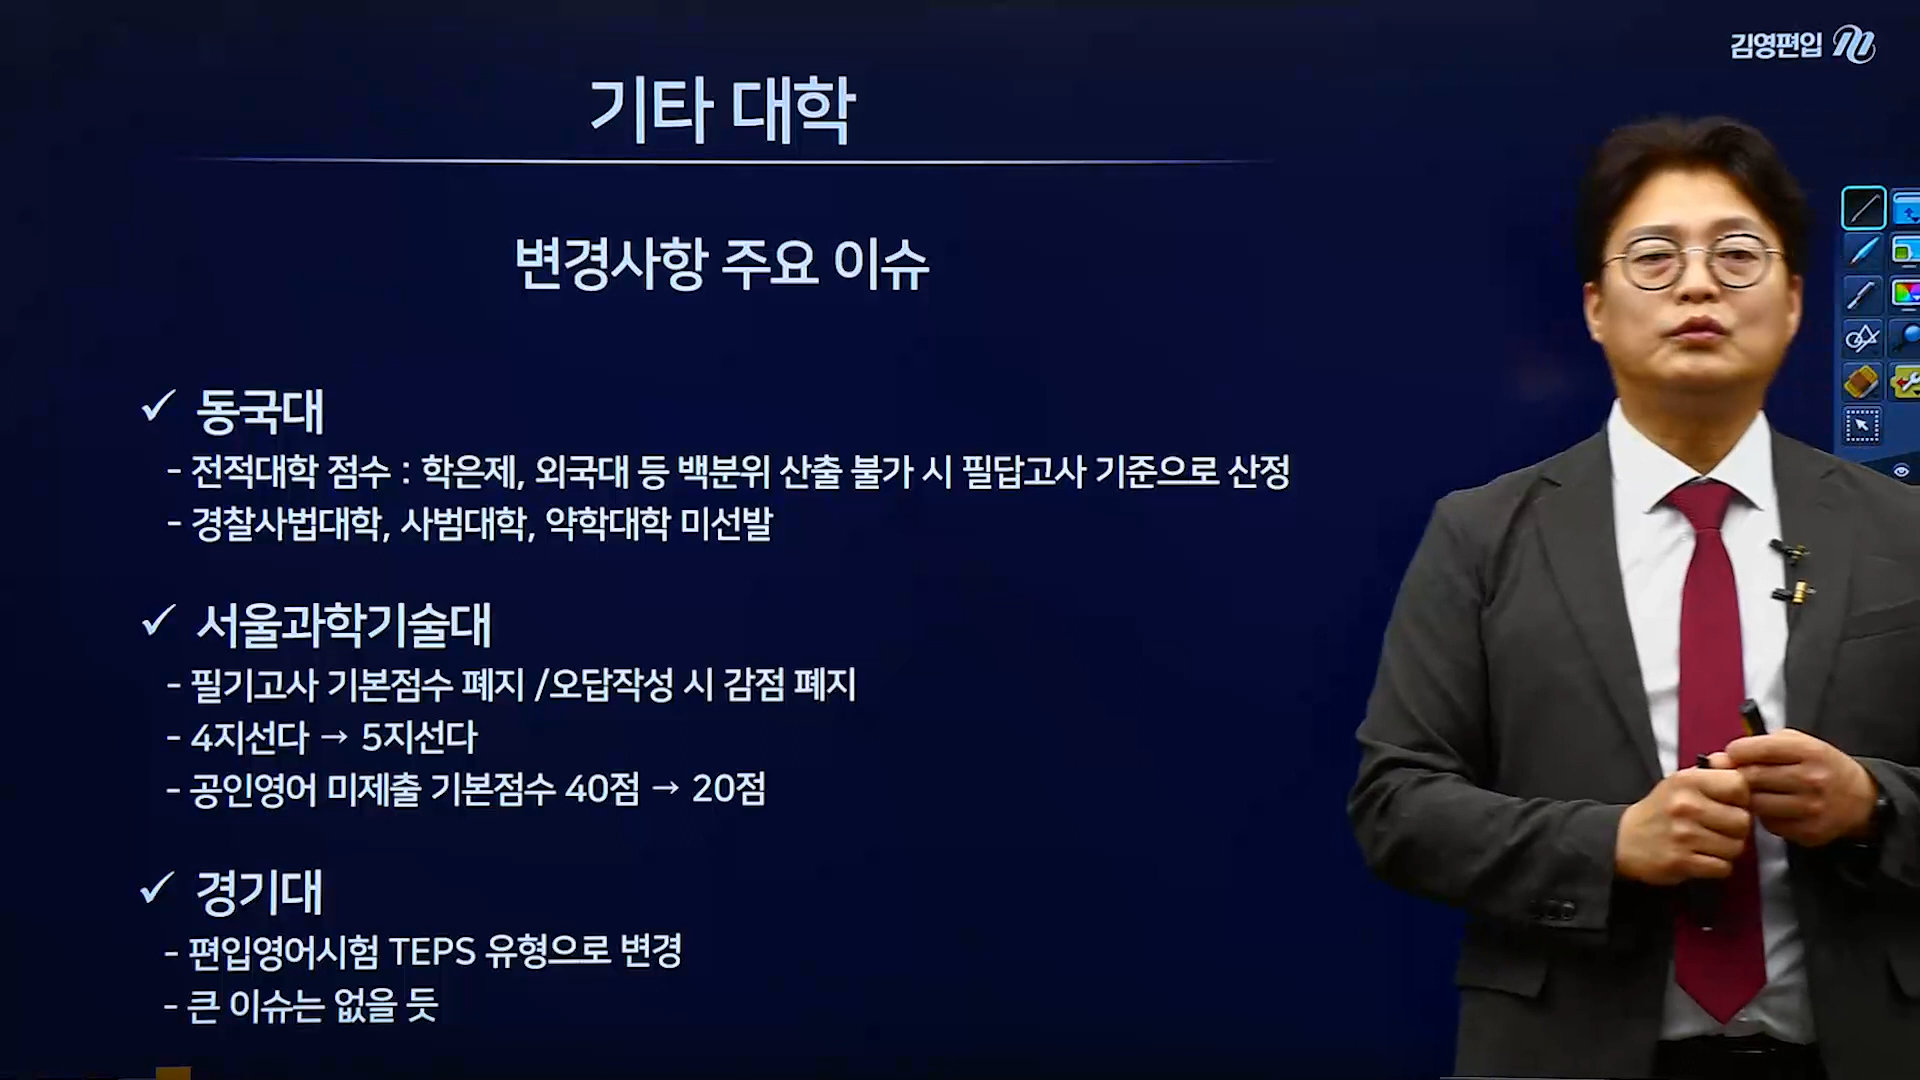 김영편입
기타 대학
변경사항 주요 이슈
✓ 동국대
- 전적대학 점수 : 학은제, 외국대 등 백분위 산출 불가 시 필답고사 기준으로 산정
- 경찰사법대학, 사범대학, 약학대학 미선발
✓ 서울과학기술대
- 필기고사 기본점수 폐지 /오답작성 시 감점 폐지
- 4지선다 → 5지선다
- 공인영어 미제출 기본점수 40점 → 20점
✓ 경기대
- 편입영어시험 TEPS 유형으로 변경
- 큰 이슈는 없을 듯